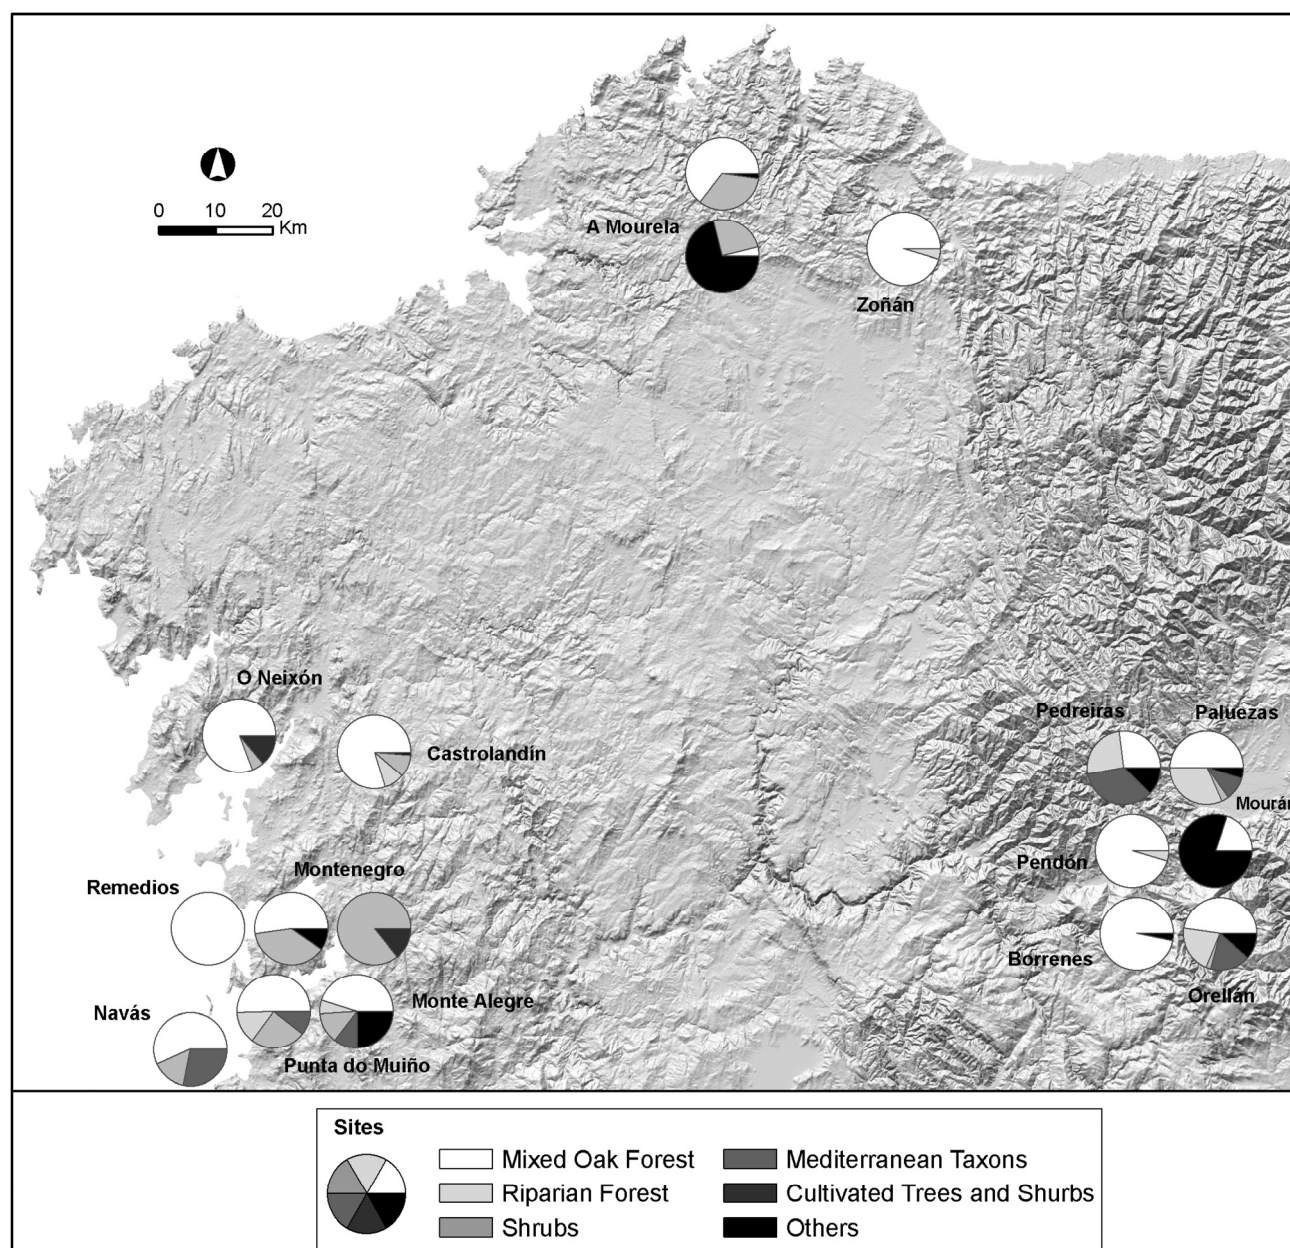 0 10 20
Km
A Mourela
Zoñán
O Neixón
Castrolandín
Pedreiras
Paluezas
Mourán
Pendón
Montenegro
Remedios
Borrenes
Orellán
Monte Alegre
Navás
Punta do Muiño
Sites
Mixed Oak Forest
Mediterranean Taxons
Riparian Forest
Cultivated Trees and Shurbs
Shrubs
Others